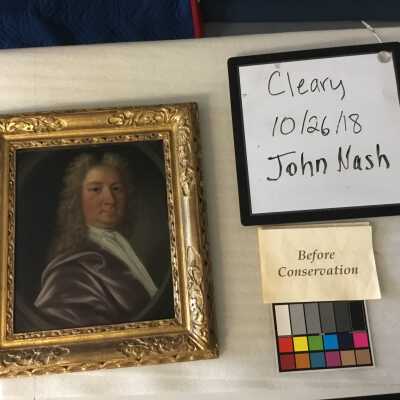 Cleary
10/26/18
John Nash
Before
Conservation